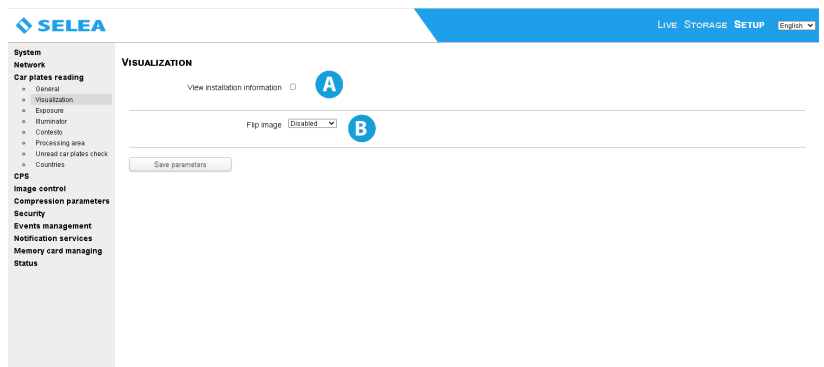 SELEA
LIVE STORAGE SETUP English
System
Network
Car plates reading
General
Visualization
Exposure
Illuminator
Contesto
Processing area
Unread car plates check
Countries
CPS
Image control
Compression parameters
Security
Events management
Notification services
Memory card managing
Status
VISUALIZATION
View installation information A
Flip image Disabled B
Save parameters